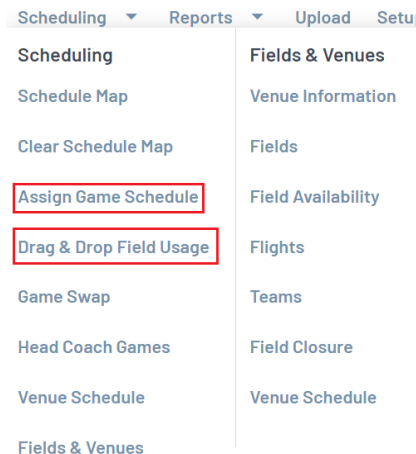 Scheduling Reports Upload
Scheduling
Schedule Map
Clear Schedule Map
Assign Game Schedule
Drag & Drop Field Usage
Game Swap
Head Coach Games
Venue Schedule
Fields & Venues
Fields & Venues
Venue Information
Fields
Field Availability
Flights
Teams
Field Closure
Venue Schedule